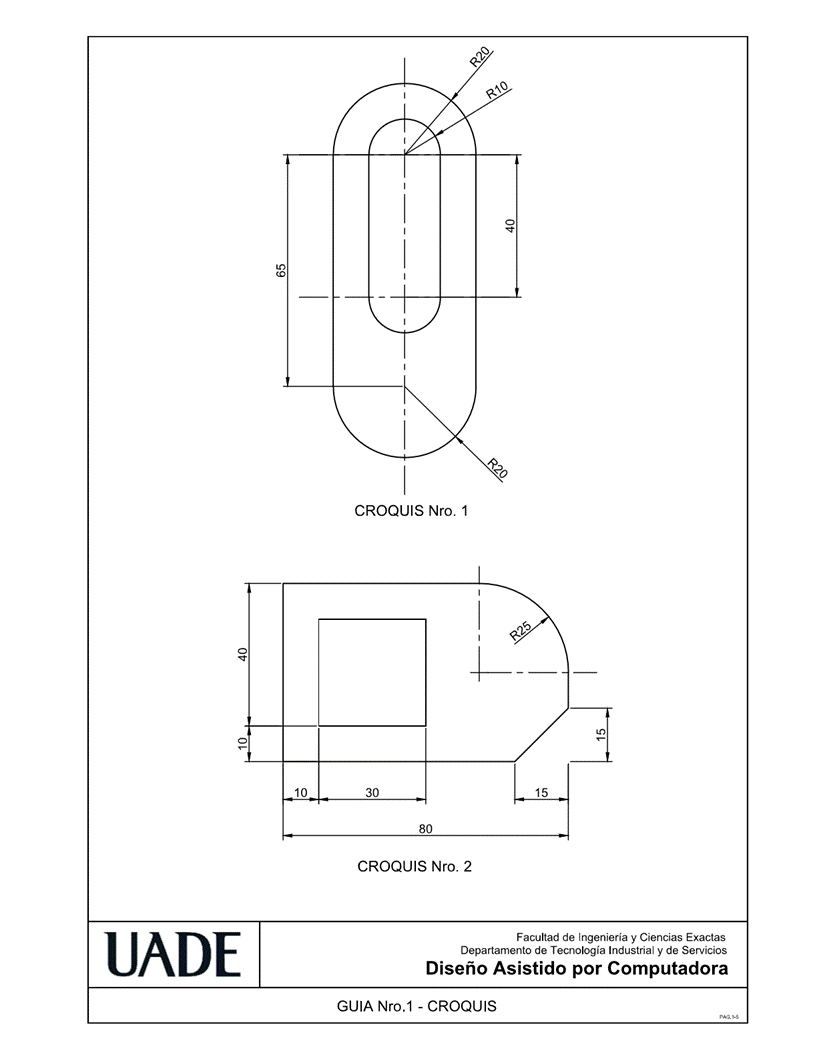 R20
R10
65
40
R20
CROQUIS Nro. 1
R25
40
10
15
10
30
15
80
CROQUIS Nro. 2
UADE
Facultad de Ingeniería y Ciencias Exactas
Departamento de Tecnología Industrial y de Servicios
Diseño Asistido por Computadora
GUIA Nro.1 - CROQUIS
PAG.1-5